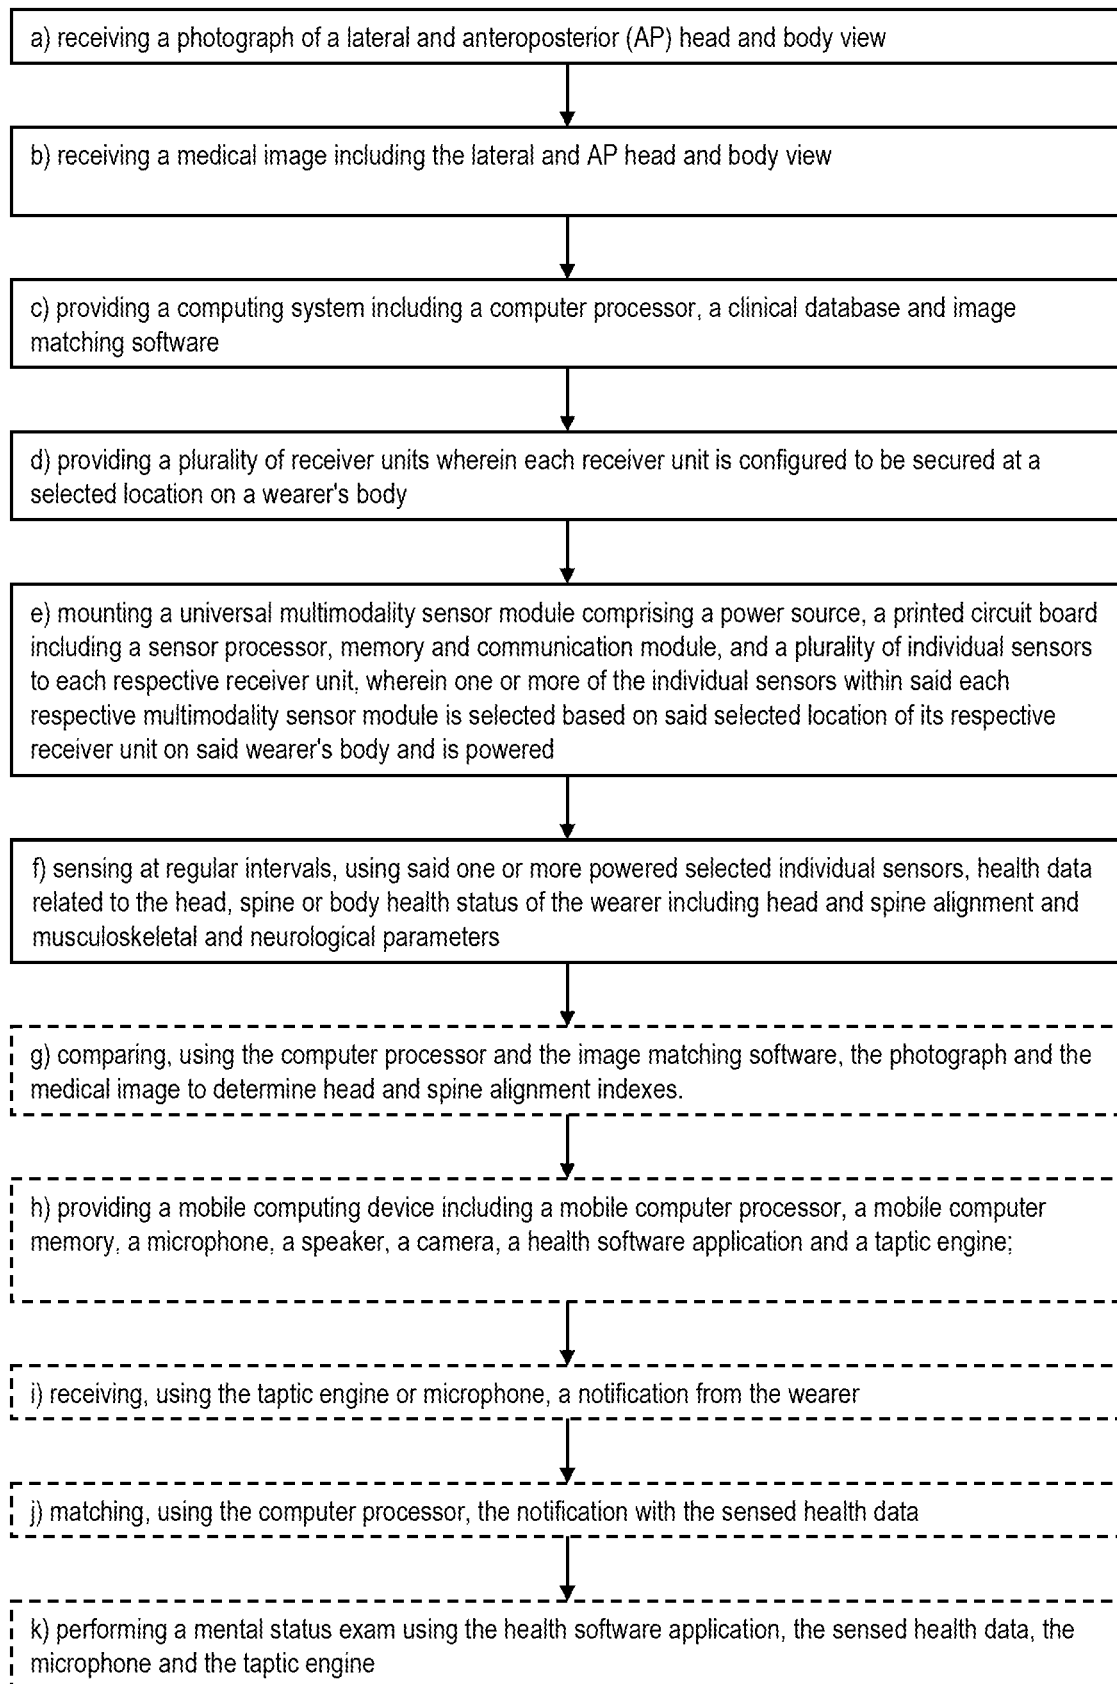 a) receiving a photograph of a lateral and anteroposterior (AP) head and body view
b) receiving a medical image including the lateral and AP head and body view
c) providing a computing system including a computer processor, a clinical database and image
matching software
d) providing a plurality of receiver units wherein each receiver unit is configured to be secured at a
selected location on a wearer's body
e) mounting a universal multimodality sensor module comprising a power source, a printed circuit board
including a sensor processor, memory and communication module, and a plurality of individual sensors
to each respective receiver unit, wherein one or more of the individual sensors within said each
respective multimodality sensor module is selected based on said selected location of its respective
receiver unit on said wearer's body and is powered
f) sensing at regular intervals, using said one or more powered selected individual sensors, health data
related to the head, spine or body health status of the wearer including head and spine alignment and
musculoskeletal and neurological parameters
g) comparing, using the computer processor and the image matching software, the photograph and the
medical image to determine head and spine alignment indexes.
h) providing a mobile computing device including a mobile computer processor, a mobile computer
memory, a microphone, a speaker, a camera, a health software application and a taptic engine;
i) receiving, using the taptic engine or microphone, a notification from the wearer
j) matching, using the computer processor, the notification with the sensed health data
k) performing a mental status exam using the health software application, the sensed health data, the
microphone and the taptic engine